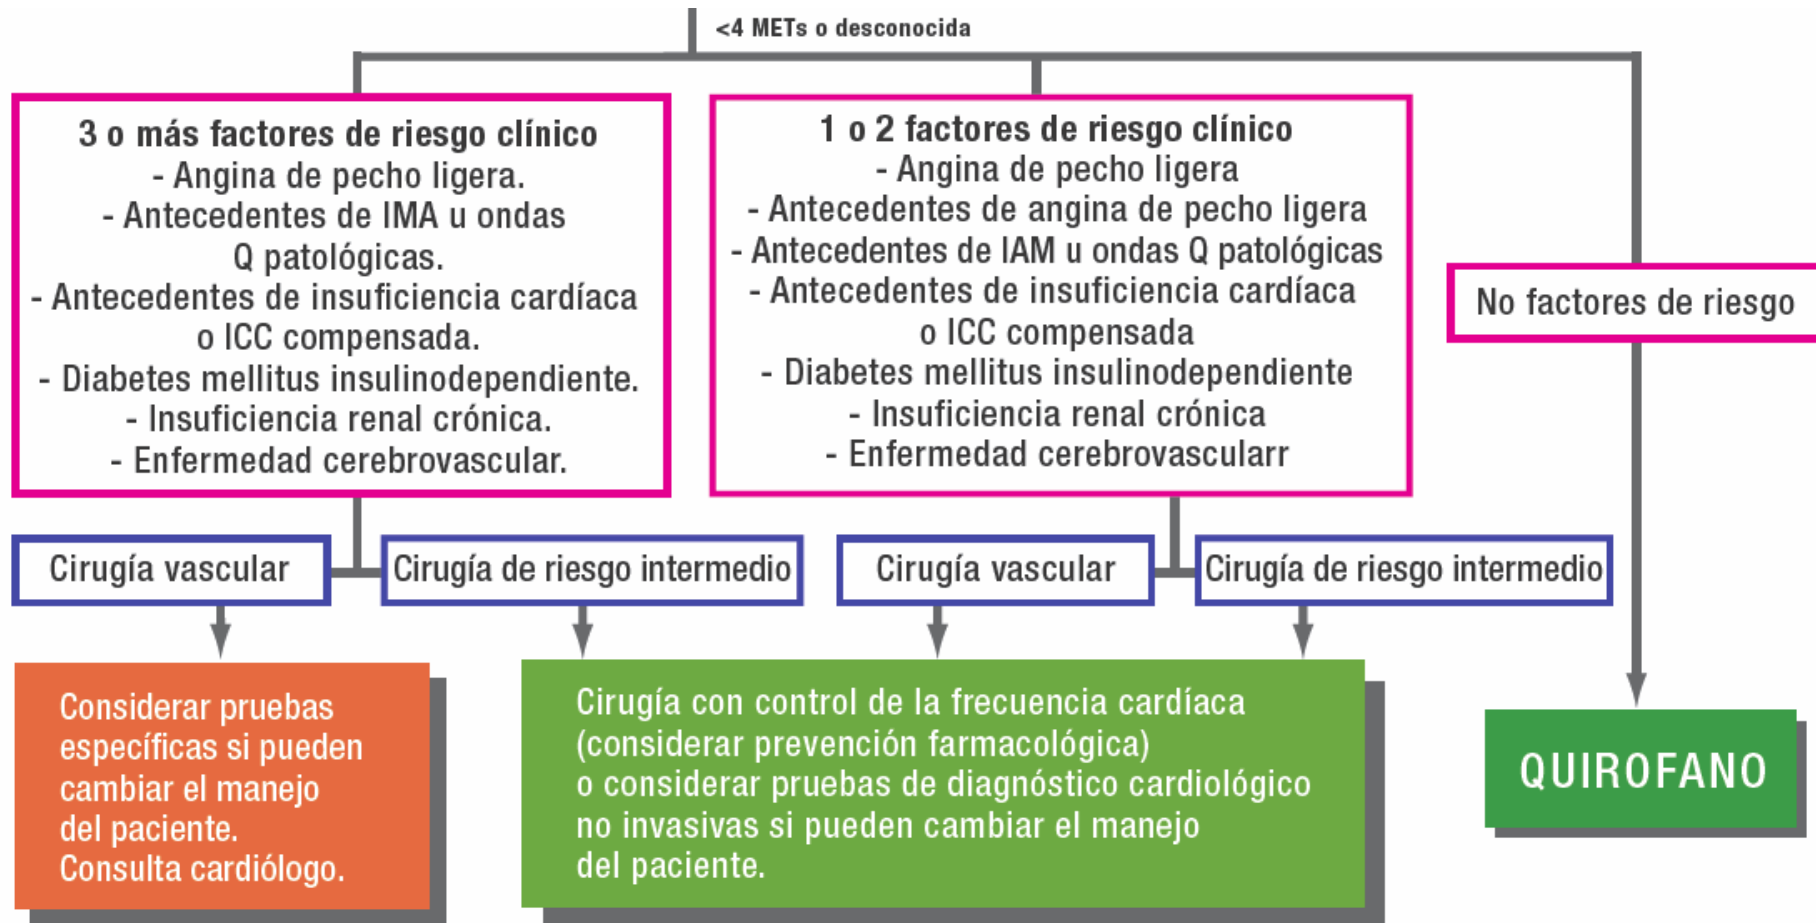 <4 METs o desconocida
3 o más factores de riesgo clínico
- Angina de pecho ligera.
- Antecedentes de IMA u ondas
Q patológicas.
- Antecedentes de insuficiencia cardíaca
o ICC compensada.
- Diabetes mellitus insulinodependiente.
- Insuficiencia renal crónica.
- Enfermedad cerebrovascular.
1 o 2 factores de riesgo clínico
- Angina de pecho ligera
- Antecedentes de angina de pecho ligera
- Antecedentes de IAM u ondas Q patológicas
- Antecedentes de insuficiencia cardíaca
o ICC compensada
- Diabetes mellitus insulinodependiente
- Insuficiencia renal crónica
- Enfermedad cerebrovascularr
No factores de riesgo
Cirugía vascular
Cirugía de riesgo intermedio
Cirugía vascular
Cirugía de riesgo intermedio
Considerar pruebas
específicas si pueden
cambiar el manejo
del paciente.
Consulta cardiólogo.
Cirugía con control de la frecuencia cardíaca
(considerar prevención farmacológica)
o considerar pruebas de diagnóstico cardiológico
no invasivas si pueden cambiar el manejo
del paciente.
QUIROFANO